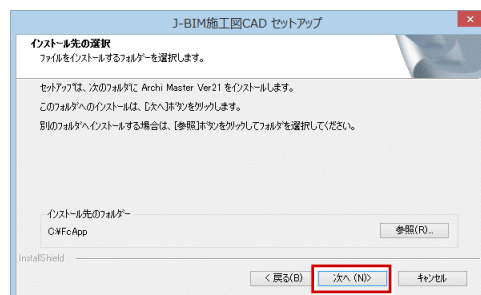 J-BIM施工図CAD セットアップ
インストール先の選択
ファイルをインストールするフォルダーを選択します。
セットアップは、次のフォルダに Archi Master Ver21 をインストールします。
このフォルダへのインストールは、[次へ]ボタンをクリックします。
別のフォルダへインストールする場合は、[参照]ボタンをクリックしてフォルダを選択してください。
インストール先のフォルダー
C:¥FcApp
参照(R)...
InstallShield
< 戻る(B)
次へ (N)>
キャンセル